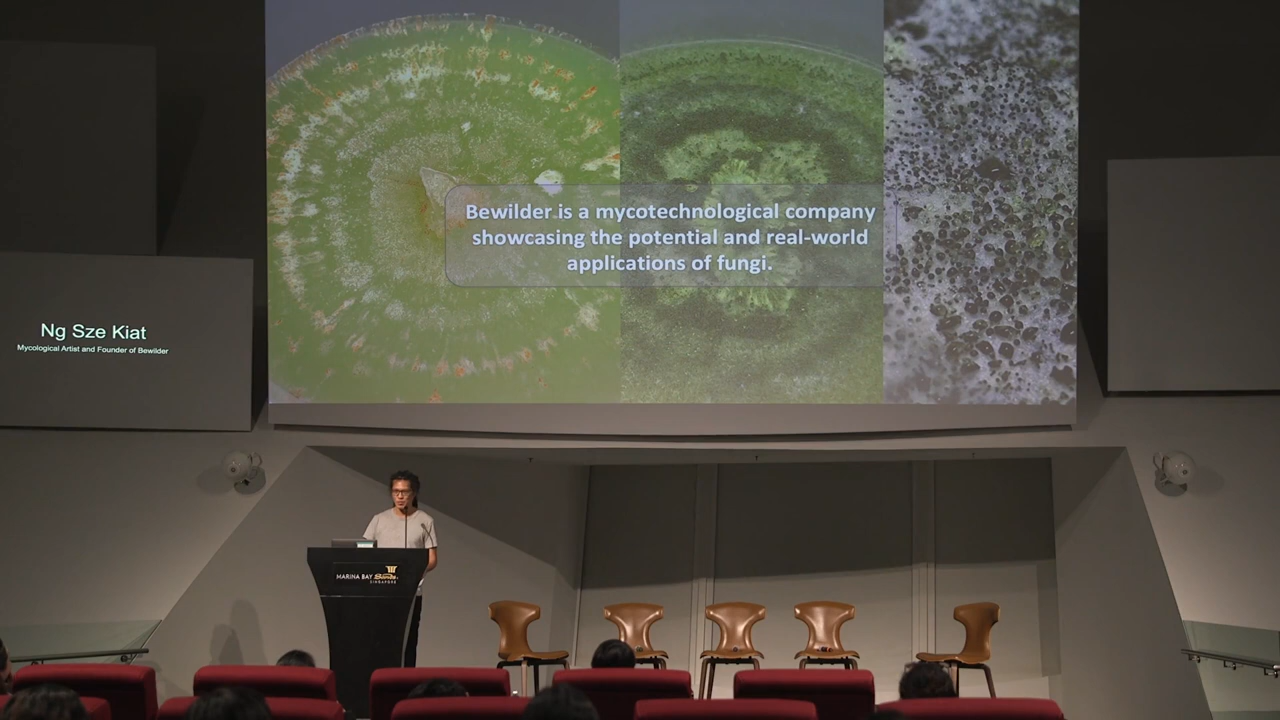 Bewilder is a mycotechnological company
showcasing the potential and real-world
applications of fungi.
Ng Sze Kiat
Mycological Artist and Founder of Bewilder
MARINA BAY Sands
SINGAPORE